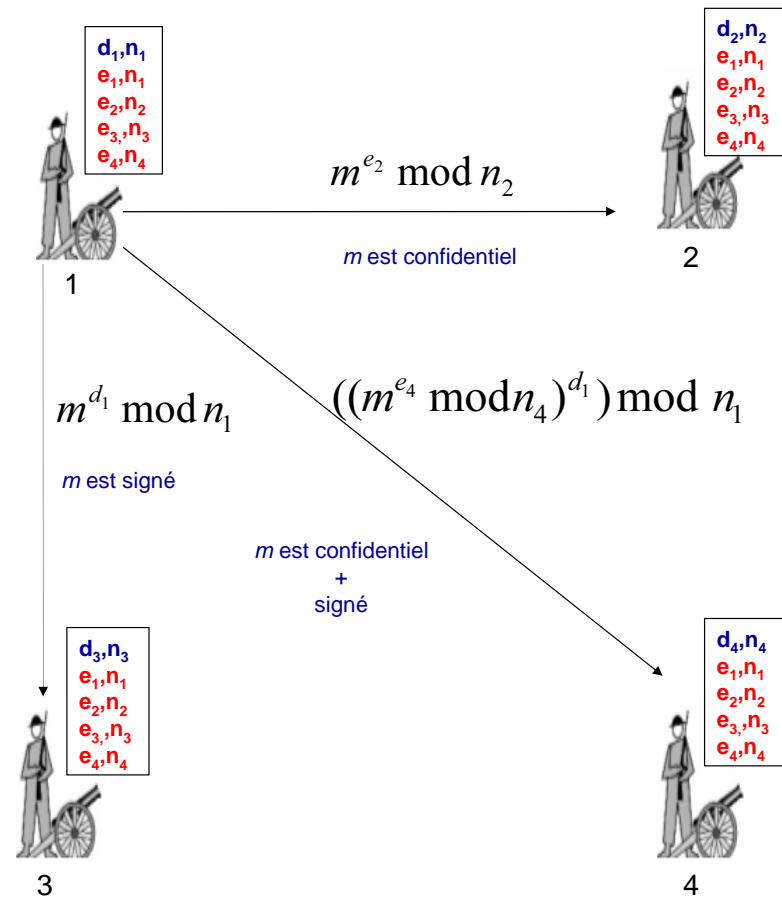 d₁,n₁
e₁,n₁
e₂,n₂
e₃,,n₃
e₄,n₄
1
d₂,n₂
e₁,n₁
e₂,n₂
e₃,,n₃
e₄,n₄
2
m^{e₂} mod n₂
m est confidentiel
m^{d₁} mod n₁
m est signé
((m^{e₄} mod n₄)^{d₁}) mod n₁
m est confidentiel
+
signé
d₃,n₃
e₁,n₁
e₂,n₂
e₃,,n₃
e₄,n₄
3
d₄,n₄
e₁,n₁
e₂,n₂
e₃,,n₃
e₄,n₄
4